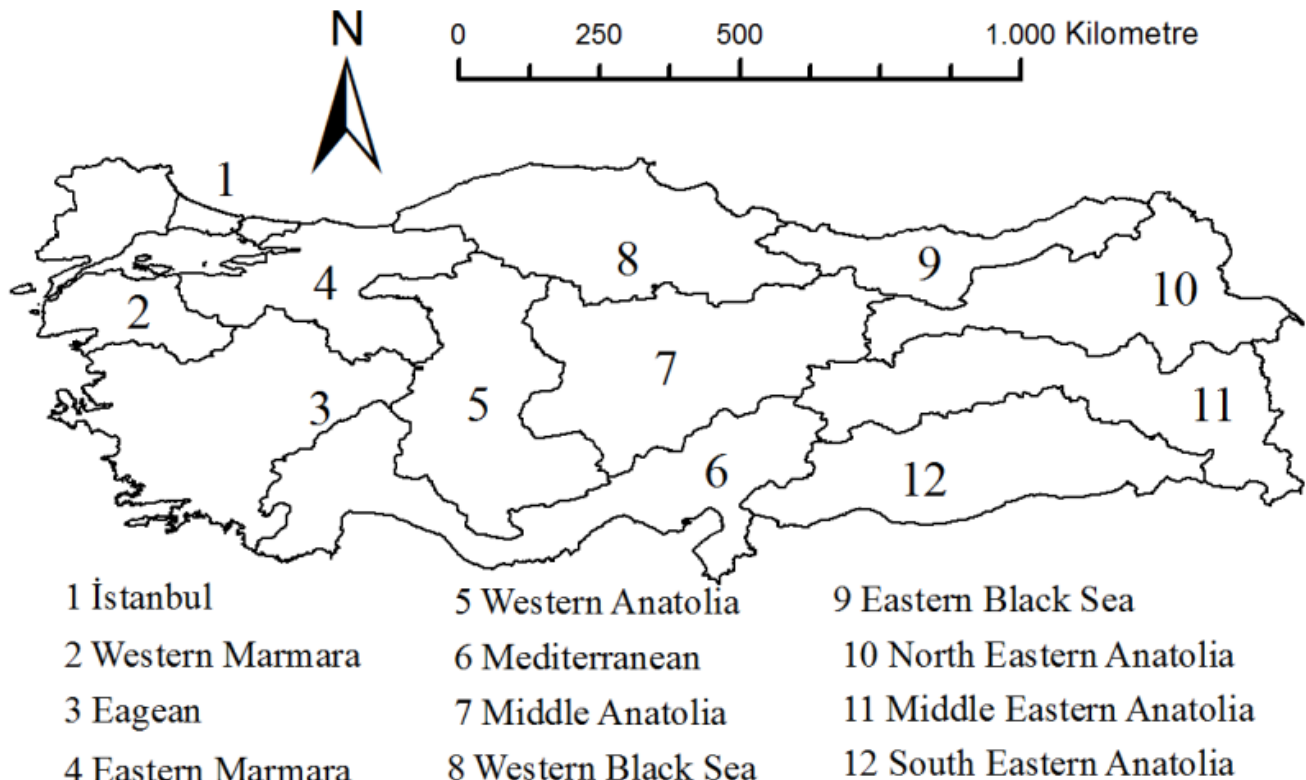 N
0 250 500 1.000 Kilometre
1
2
3
4
5
6
7
8
9
10
11
12
1 İstanbul
2 Western Marmara
3 Eagean
4 Eastern Marmara
5 Western Anatolia
6 Mediterranean
7 Middle Anatolia
8 Western Black Sea
9 Eastern Black Sea
10 North Eastern Anatolia
11 Middle Eastern Anatolia
12 South Eastern Anatolia